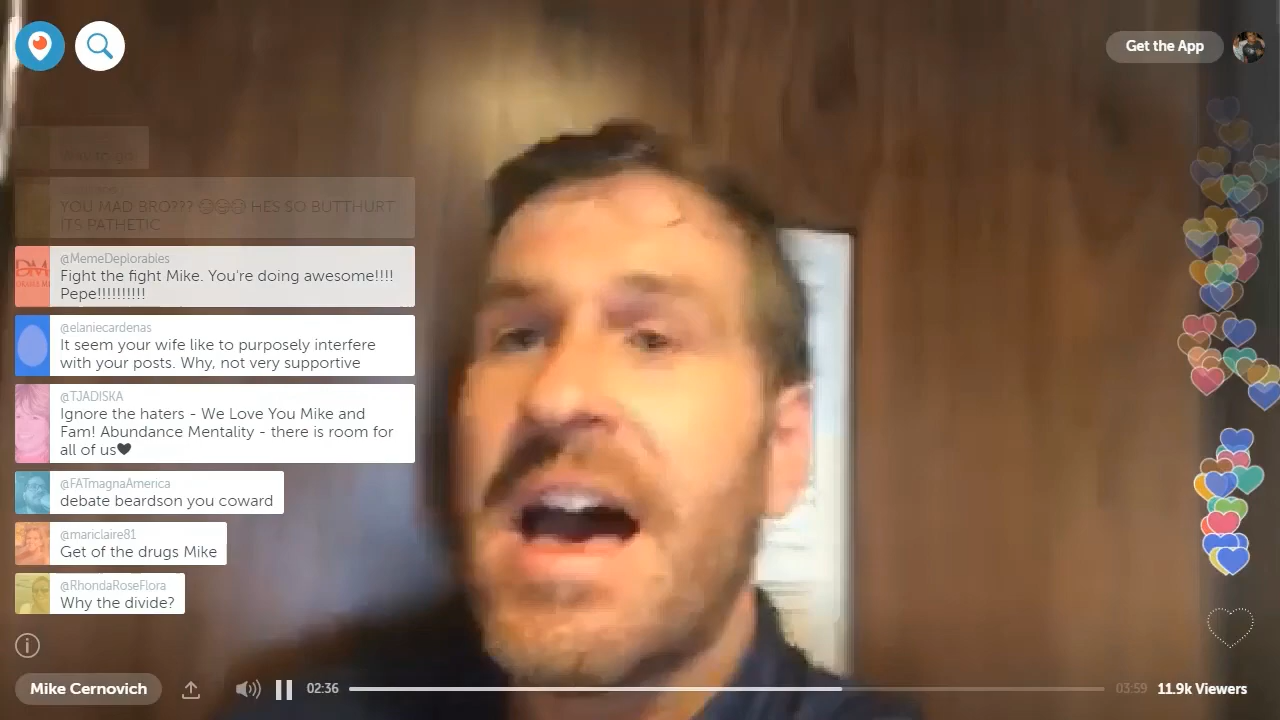 Get the App
YOU MAD BRO??? 😂😂😂 HES SO BUTTHURT
ITS PATHETIC
@MemeDeplorables
Fight the fight Mike. You're doing awesome!!!!
Pepe!!!!!!!!!!
@elaniecardenas
It seem your wife like to purposely interfere
with your posts. Why, not very supportive
@TJADISKA
Ignore the haters - We Love You Mike and
Fam! Abundance Mentality - there is room for
all of us🖤
@FATmagnaAmerica
debate beardson you coward
@mariclaire81
Get of the drugs Mike
@RhondaRoseFlora
Why the divide?
Mike Cernovich
02:36
03:59
11.9k Viewers